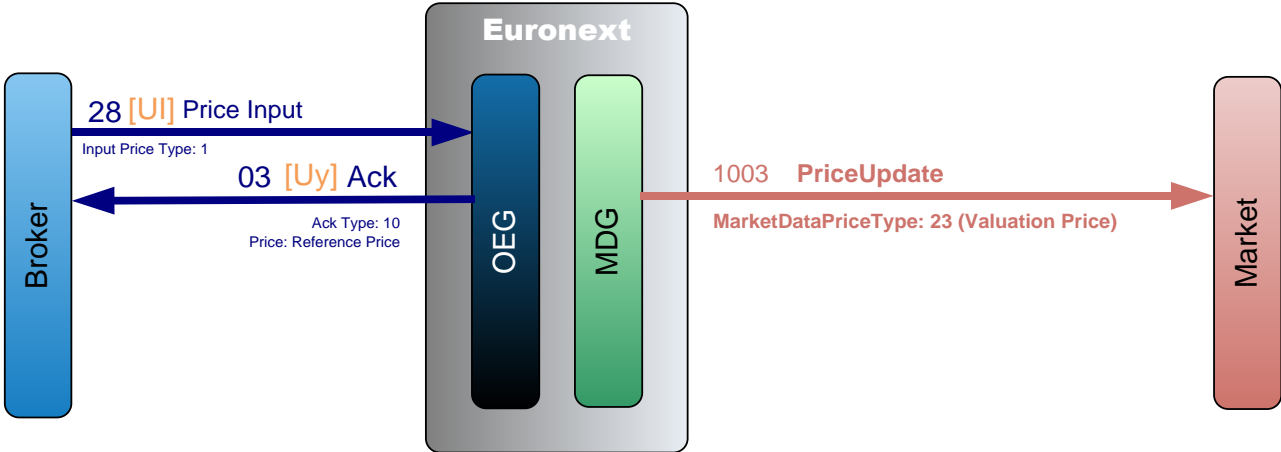 Euronext
28 [UI] Price Input
Input Price Type: 1
03 [Uy] Ack
Ack Type: 10
Price: Reference Price
1003 PriceUpdate
MarketDataPriceType: 23 (Valuation Price)
Broker
OEG
MDG
Market